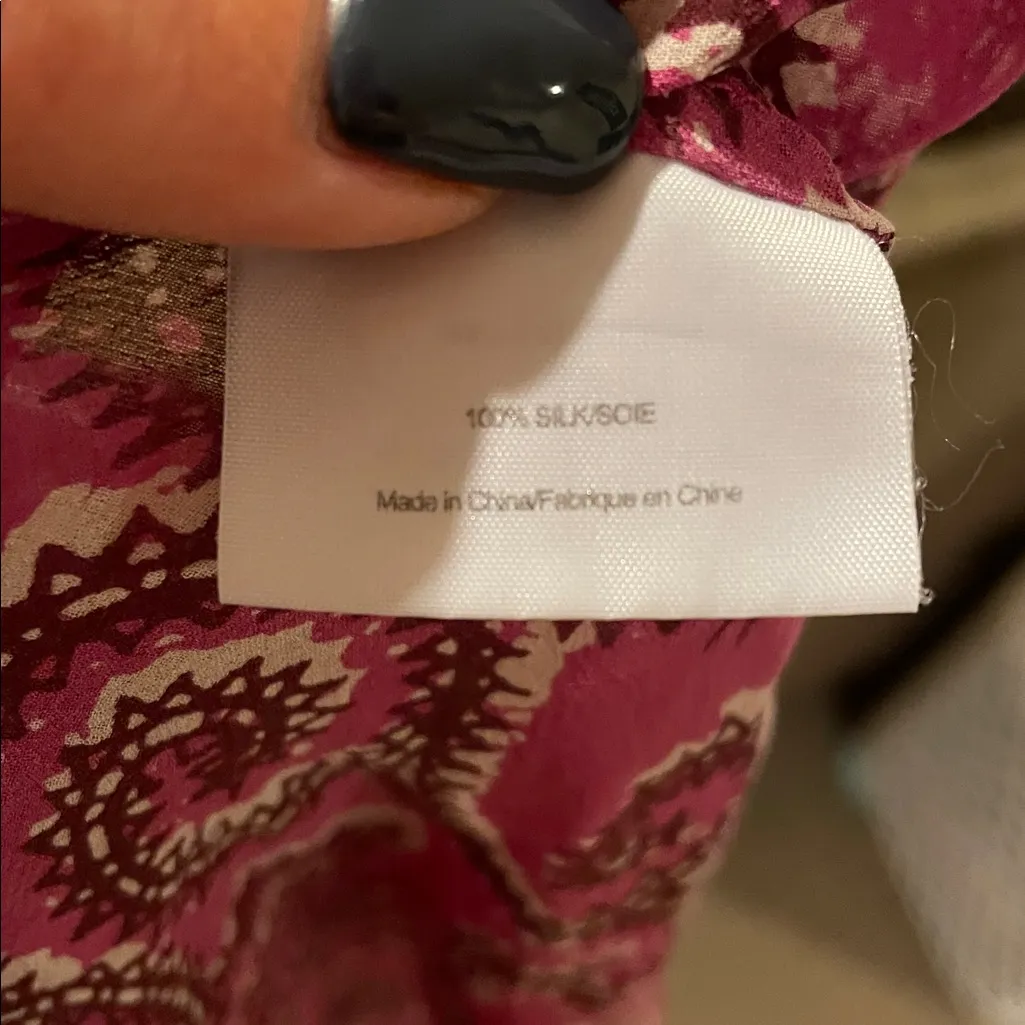 100% SILK/SOIE
Made in China/Fabrique en Chine